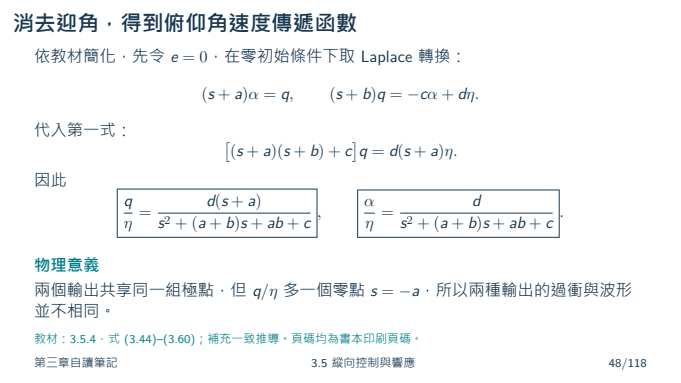 消去迎角，得到俯仰角速度傳遞函數
依教材簡化，先令 e = 0，在零初始條件下取 Laplace 轉換：
(s + a)α = q, (s + b)q = −cα + dη.
代入第一式：
[(s + a)(s + b) + c]q = d(s + a)η.
因此
q/η = d(s + a)/(s² + (a + b)s + ab + c), α/η = d/(s² + (a + b)s + ab + c).
物理意義
兩個輸出共享同一組極點，但 q/η 多一個零點 s = −a，所以兩種輸出的過衝與波形
並不相同。
教材：3.5.4，式 (3.44)–(3.60)；補充一致推導。頁碼均為書本印刷頁碼。
第三章自讀筆記 3.5 縱向控制與響應 48/118